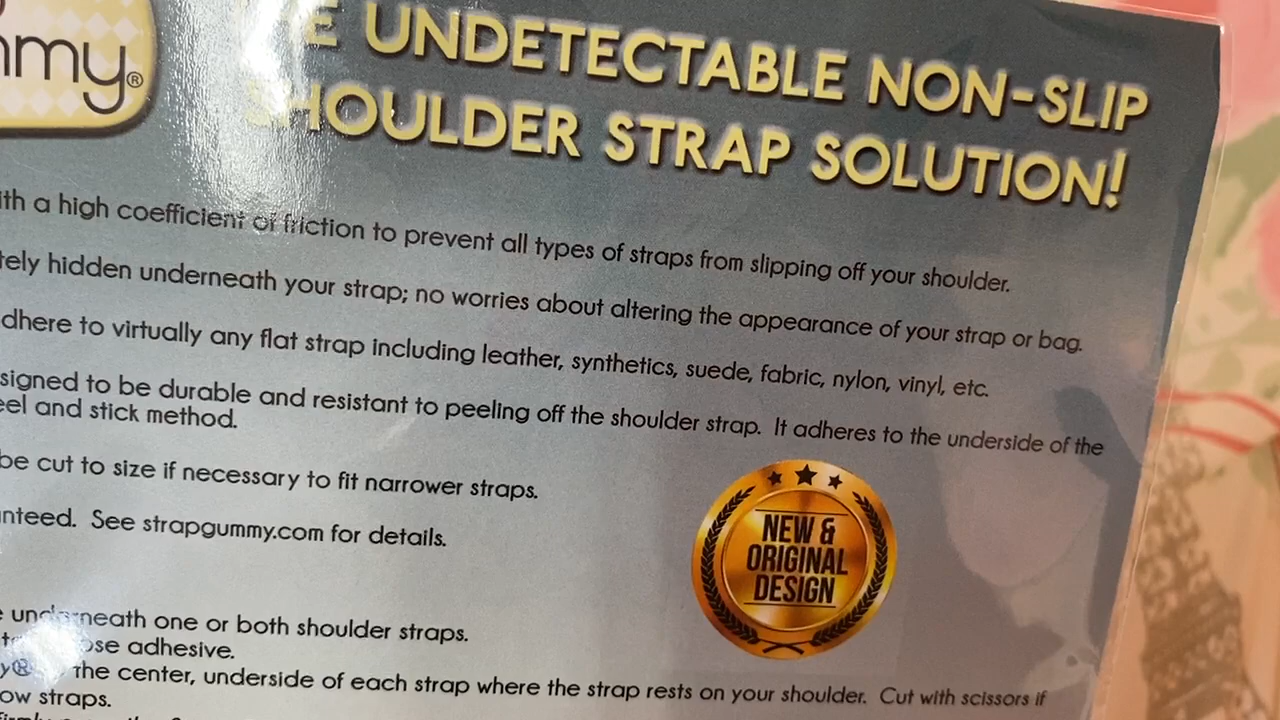 mmy®
UNDETECTABLE NON-SLIP
SHOULDER STRAP SOLUTION!
ith a high coefficient of friction to prevent all types of straps from slipping off your shoulder.
tely hidden underneath your strap; no worries about altering the appearance of your strap or bag.
dhere to virtually any flat strap including leather, synthetics, suede, fabric, nylon, vinyl, etc.
signed to be durable and resistant to peeling off the shoulder strap. It adheres to the underside of the
eel and stick method.
be cut to size if necessary to fit narrower straps.
nteed. See strapgummy.com for details.
NEW &
ORIGINAL
DESIGN
underneath one or both shoulder straps.
adhesive.
the center, underside of each strap where the strap rests on your shoulder. Cut with scissors if
ow straps.